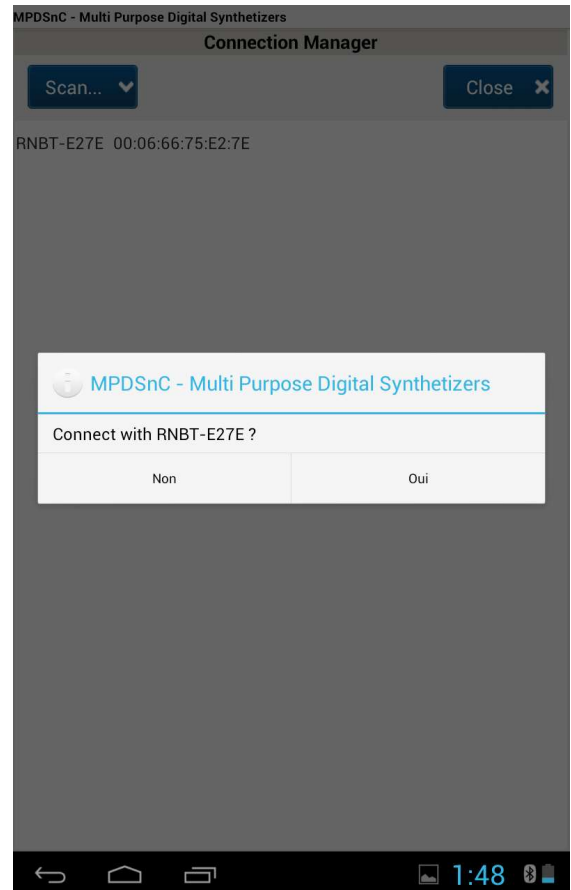 MPDSnC - Multi Purpose Digital Synthetizers
Connection Manager
Scan...
Close
RNBT-E27E 00:06:66:75:E2:7E
MPDSnC - Multi Purpose Digital Synthetizers
Connect with RNBT-E27E ?
Non
Oui
1:48